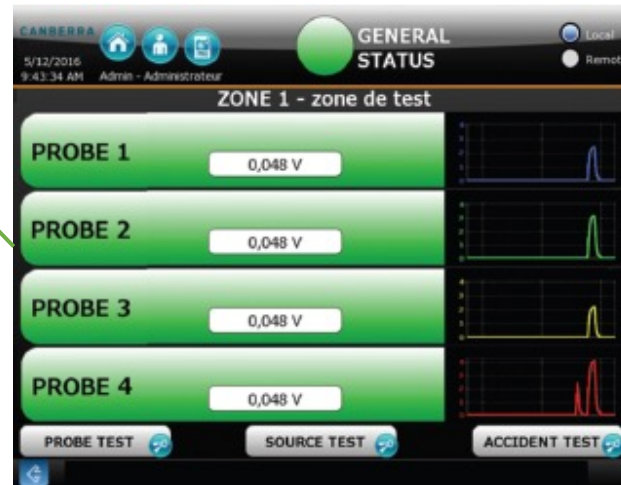 CANBERRA
5/12/2016
9:43:34 AM
Admin - Administrateur
GENERAL
STATUS
Local
Remot
ZONE 1 - zone de test
PROBE 1
0,048 V
PROBE 2
0,048 V
PROBE 3
0,048 V
PROBE 4
0,048 V
PROBE TEST
SOURCE TEST
ACCIDENT TEST